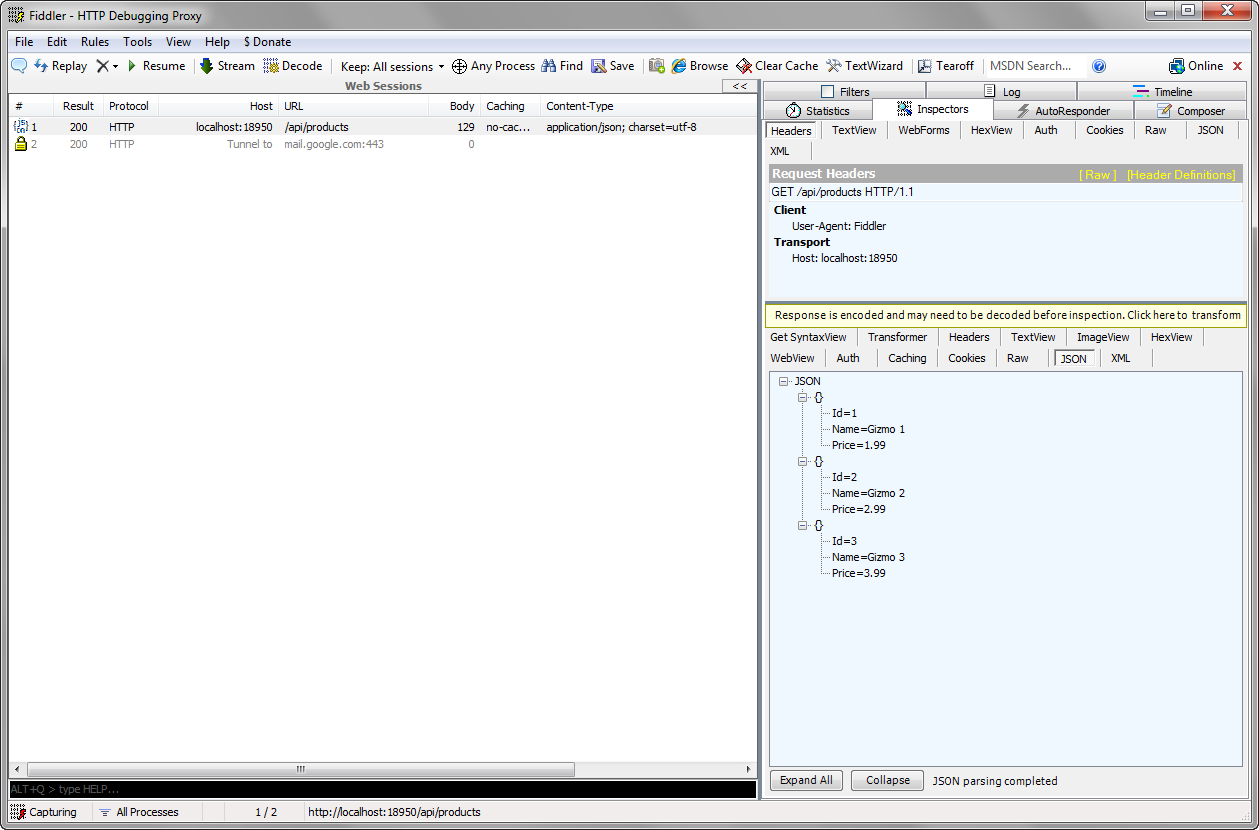 Fiddler - HTTP Debugging Proxy
File Edit Rules Tools View Help $ Donate
Replay Resume Stream Decode Keep: All sessions Any Process Find Save Browse Clear Cache TextWizard Tearoff MSDN Search... Online
Web Sessions <<
# Result Protocol Host URL Body Caching Content-Type
1 200 HTTP localhost:18950 /api/products 129 no-cac... application/json; charset=utf-8
2 200 HTTP Tunnel to mail.google.com:443 0
ALT+Q > type HELP...
Filters Log Timeline
Statistics Inspectors AutoResponder Composer
Headers TextView WebForms HexView Auth Cookies Raw JSON
XML
Request Headers [ Raw ] [Header Definitions]
GET /api/products HTTP/1.1
Client
User-Agent: Fiddler
Transport
Host: localhost:18950
Response is encoded and may need to be decoded before inspection. Click here to transform
Get SyntaxView Transformer Headers TextView ImageView HexView
WebView Auth Caching Cookies Raw JSON XML
JSON
{}
Id=1
Name=Gizmo 1
Price=1.99
{}
Id=2
Name=Gizmo 2
Price=2.99
{}
Id=3
Name=Gizmo 3
Price=3.99
Expand All Collapse JSON parsing completed
Capturing All Processes 1 / 2 http://localhost:18950/api/products